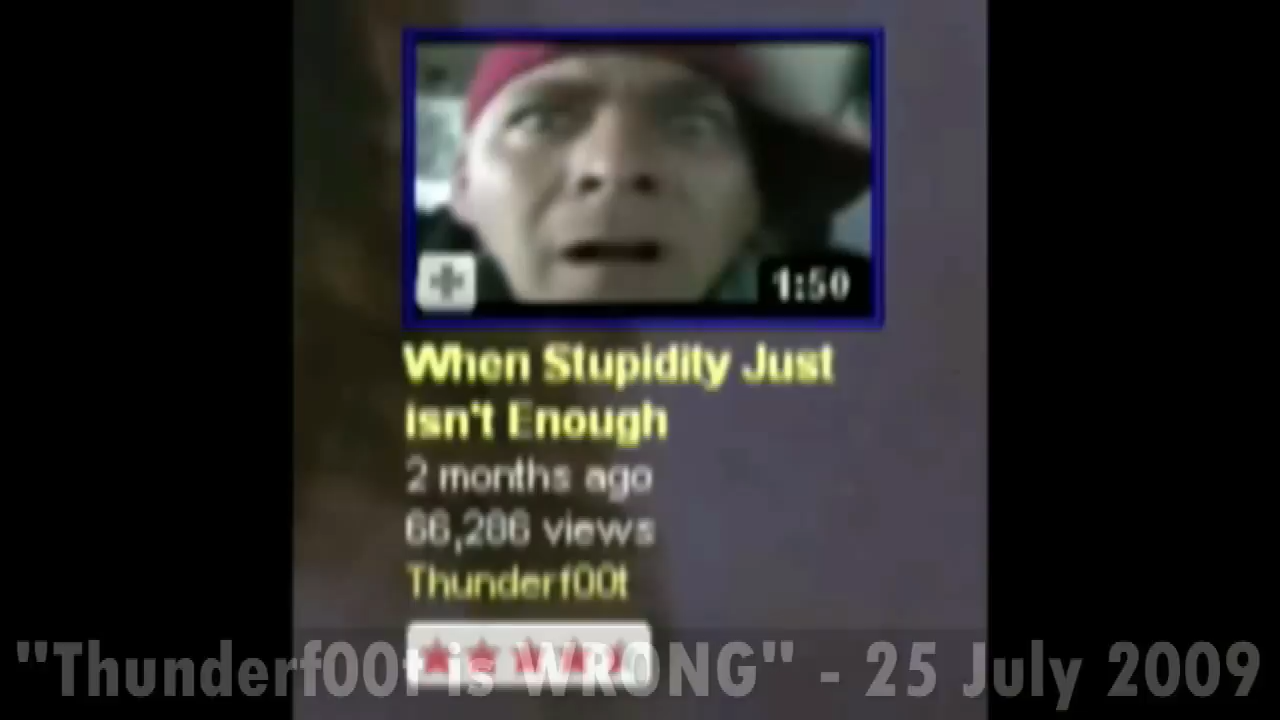 1:50
When Stupidity Just
isn't Enough
2 months ago
66,286 views
Thunderf00t
"Thunderf00t is WRONG" - 25 July 2009